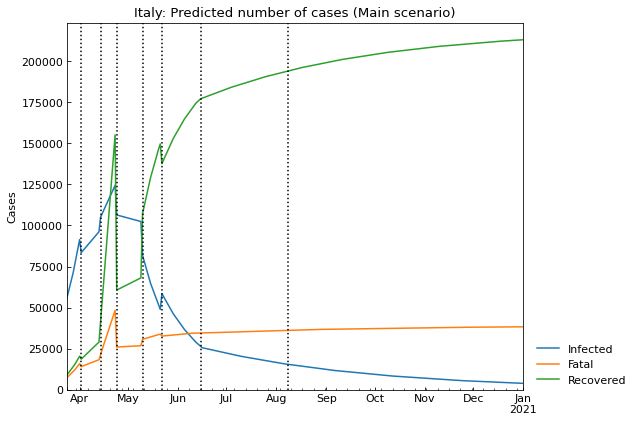 Italy: Predicted number of cases (Main scenario)
Cases
200000
175000
150000
125000
100000
75000
50000
25000
0
Apr May Jun Jul Aug Sep Oct Nov Dec Jan
2021
Infected
Fatal
Recovered